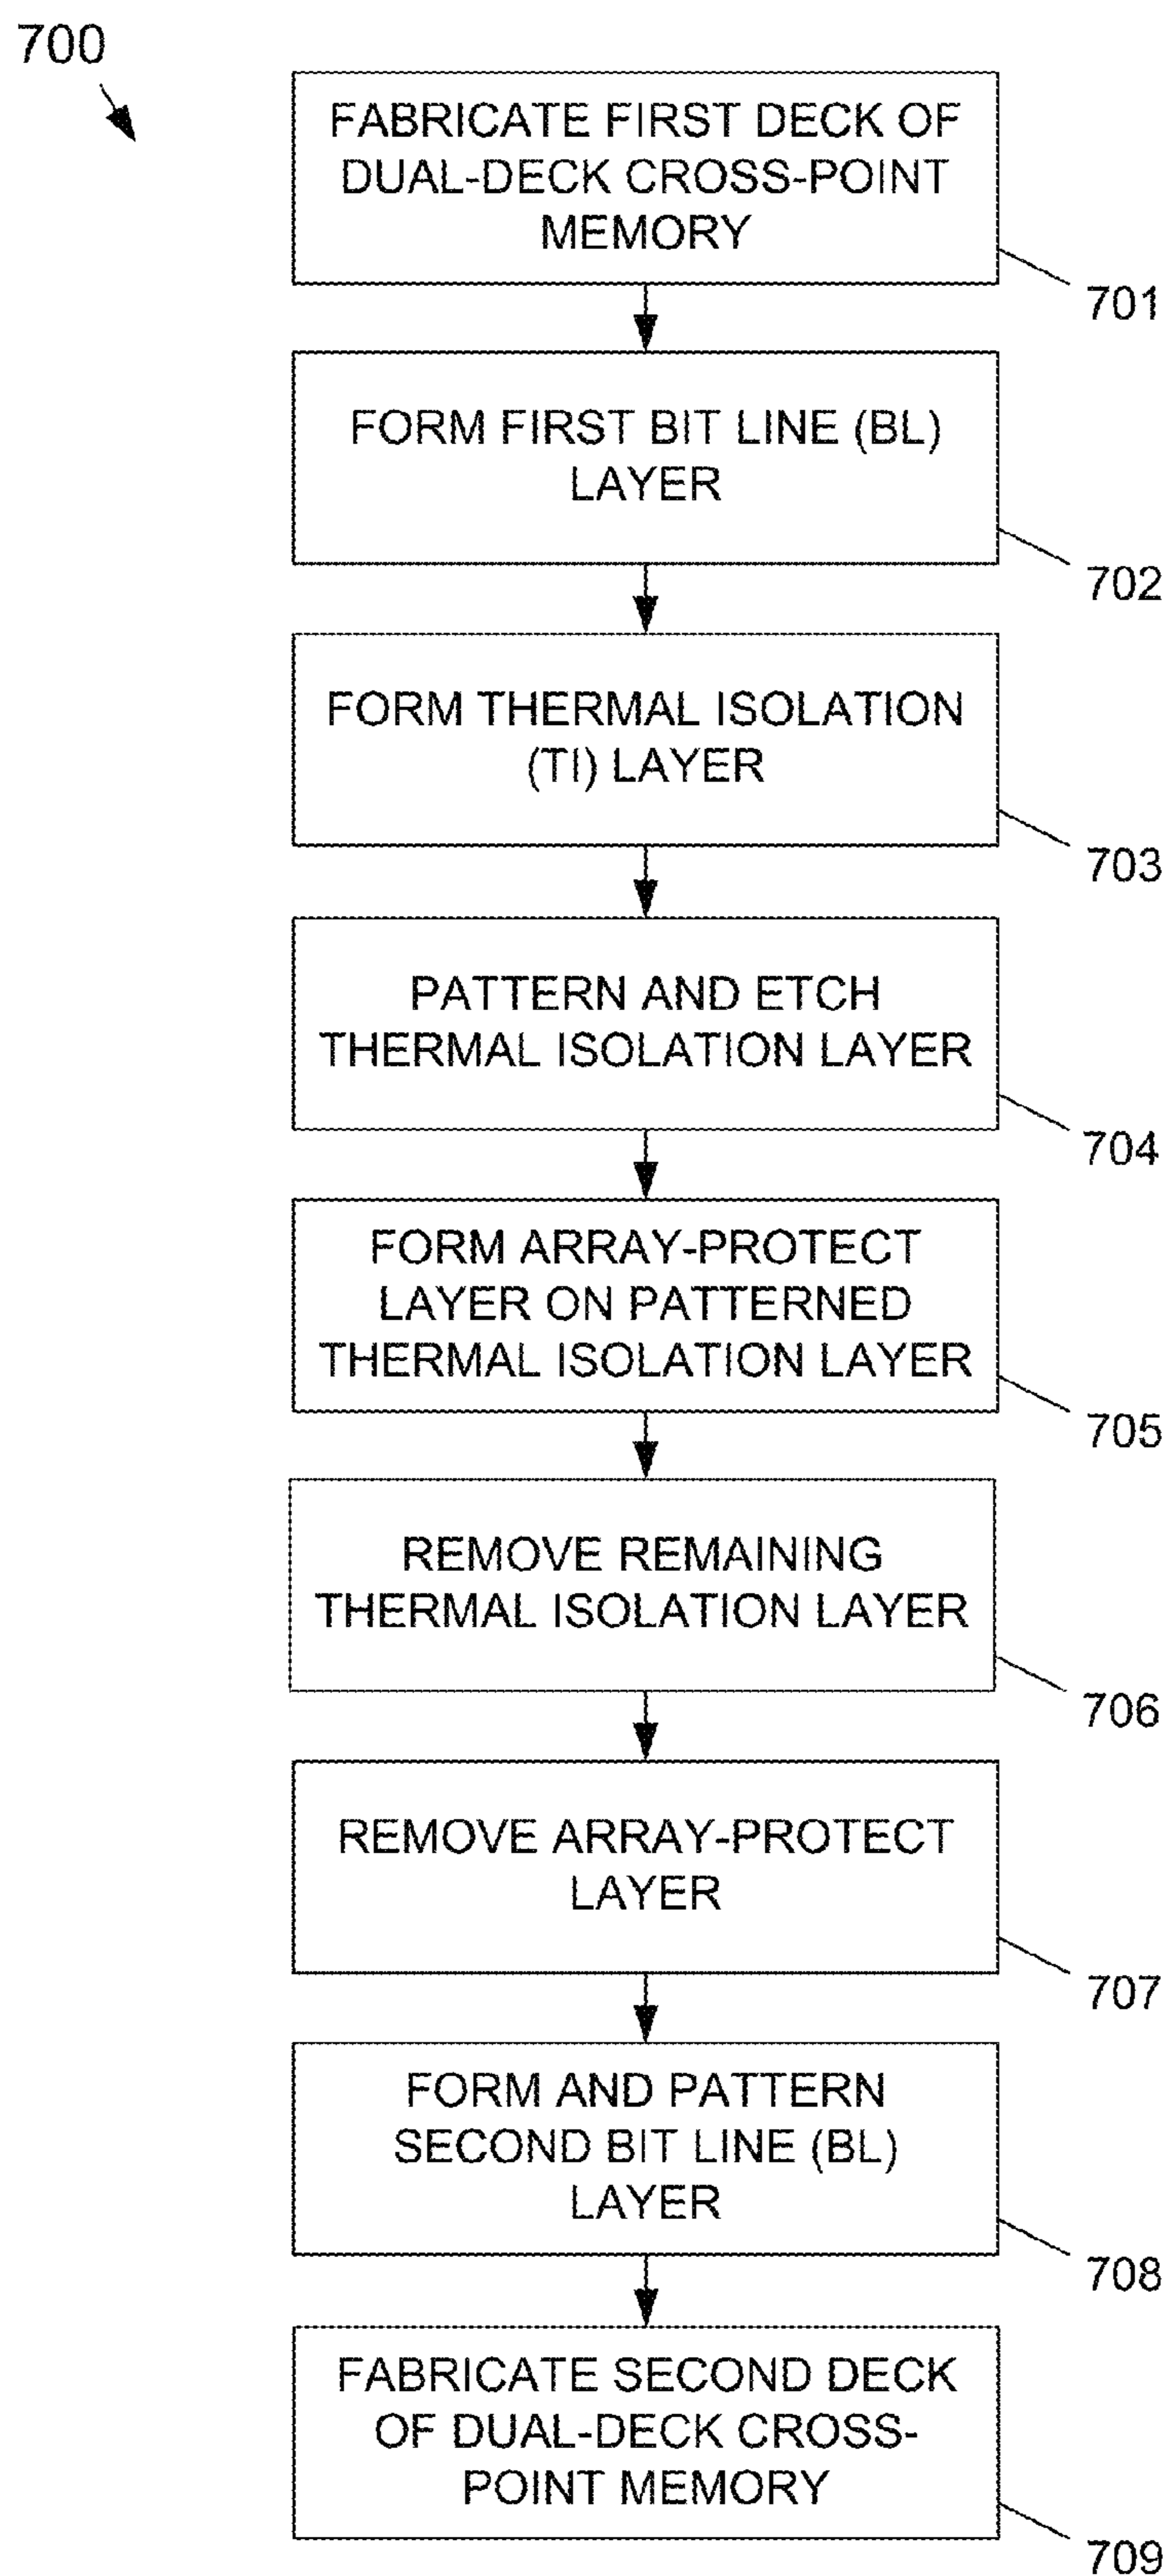 700
FABRICATE FIRST DECK OF
DUAL-DECK CROSS-POINT
MEMORY
701
FORM FIRST BIT LINE (BL)
LAYER
702
FORM THERMAL ISOLATION
(TI) LAYER
703
PATTERN AND ETCH
THERMAL ISOLATION LAYER
704
FORM ARRAY-PROTECT
LAYER ON PATTERNED
THERMAL ISOLATION LAYER
705
REMOVE REMAINING
THERMAL ISOLATION LAYER
706
REMOVE ARRAY-PROTECT
LAYER
707
FORM AND PATTERN
SECOND BIT LINE (BL)
LAYER
708
FABRICATE SECOND DECK
OF DUAL-DECK CROSS-
POINT MEMORY
709